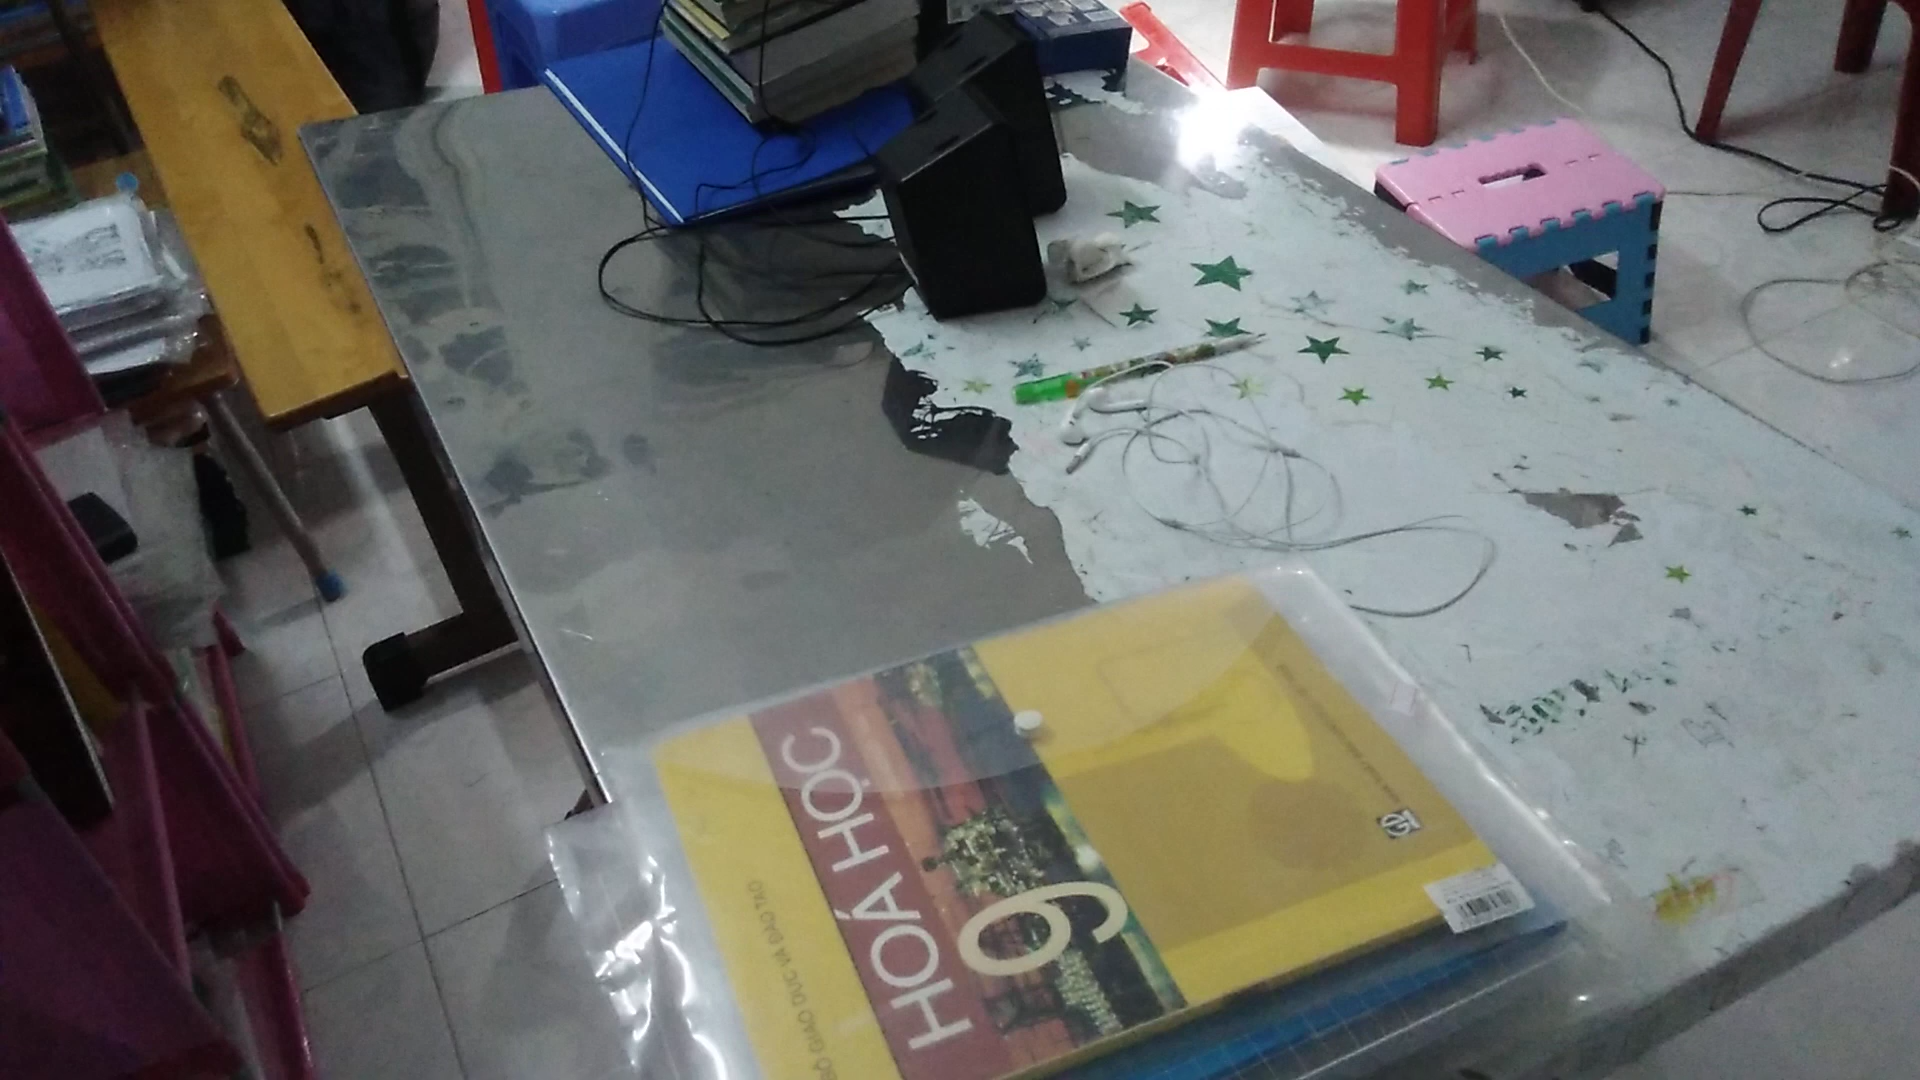 BỘ GIÁO DỤC VÀ ĐÀO TẠO
HOÁ HỌC
9